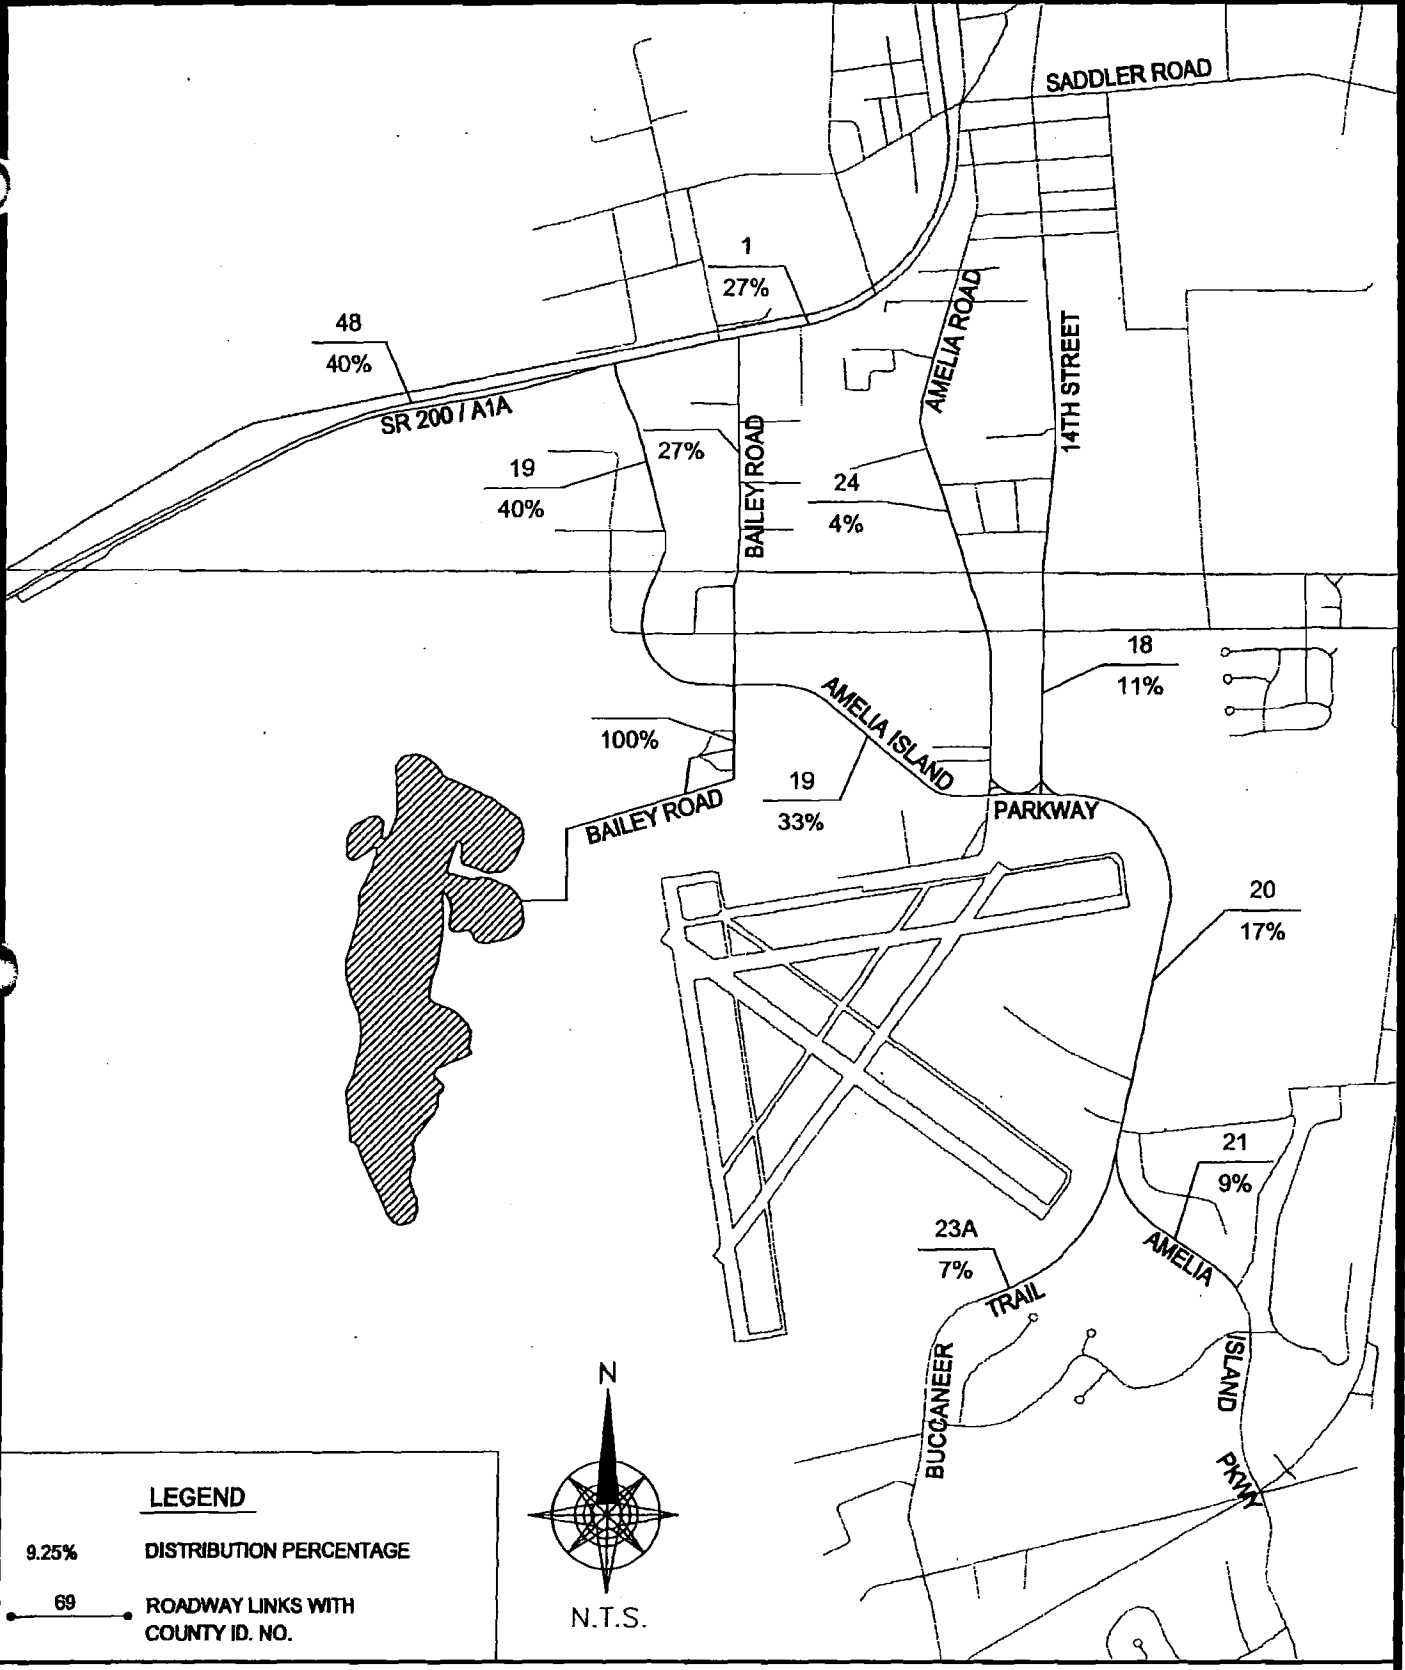 SADDLER ROAD
1
27%
48
40%
SR 200 / A1A
AMELIA ROAD
14TH STREET
19
40%
27%
BAILEY ROAD
24
4%
18
11%
100%
AMELIA ISLAND
PARKWAY
19
33%
BAILEY ROAD
20
17%
21
9%
23A
7%
AMELIA
ISLAND
PKWY
TRAIL
BUCCANEER
N
N.T.S.
LEGEND
9.25% DISTRIBUTION PERCENTAGE
69 ROADWAY LINKS WITH
COUNTY ID. NO.